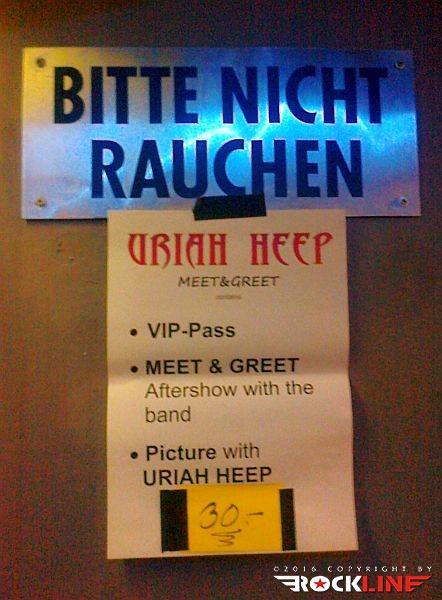 BITTE NICHT
RAUCHEN
URIAH HEEP
MEET&GREET
• VIP-Pass
• MEET & GREET
Aftershow with the
band
• Picture with
URIAH HEEP
30.-
©2016 COPYRIGHT BY
ROCKLINE